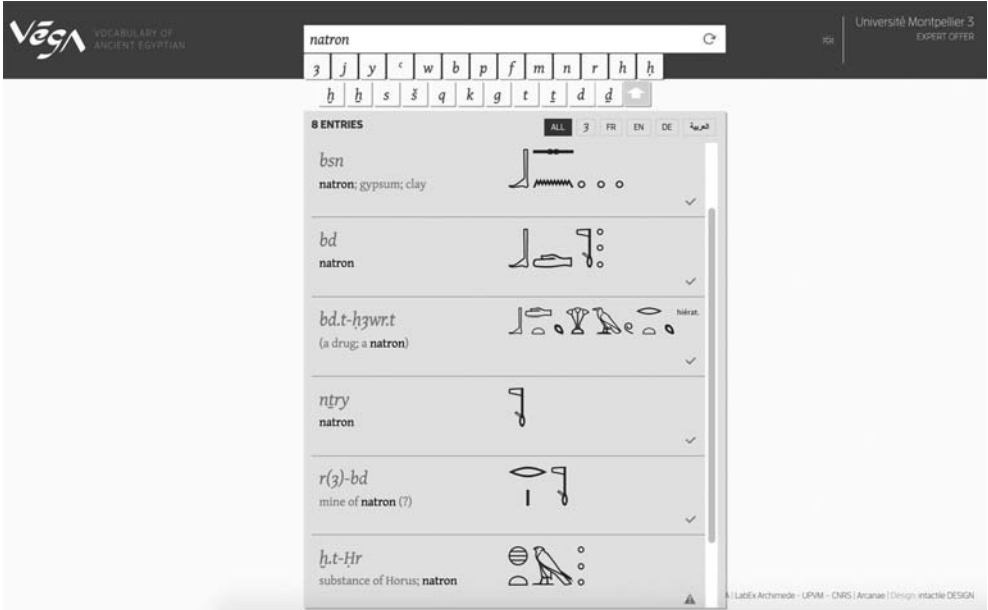 Vēgᴀ VOCABULARY OF
ANCIENT EGYPTIAN
Université Montpellier 3
EXPERT OFFER
natron
ꜣ j y ꜥ w b p f m n r h ḥ
ḫ ẖ s š q k g t ṯ d ḏ
8 ENTRIES
ALL ꜣ FR EN DE العربية
bsn
natron; gypsum; clay
bd
natron
bd.t-ḥꜣwr.t
hiérat.
(a drug; a natron)
nṯry
natron
r(ꜣ)-bd
mine of natron (?)
ḫ.t-Ḥr
substance of Horus; natron
LabEx Archimede - UPVM - CNRS | Arcanae | Design: intactile DESIGN